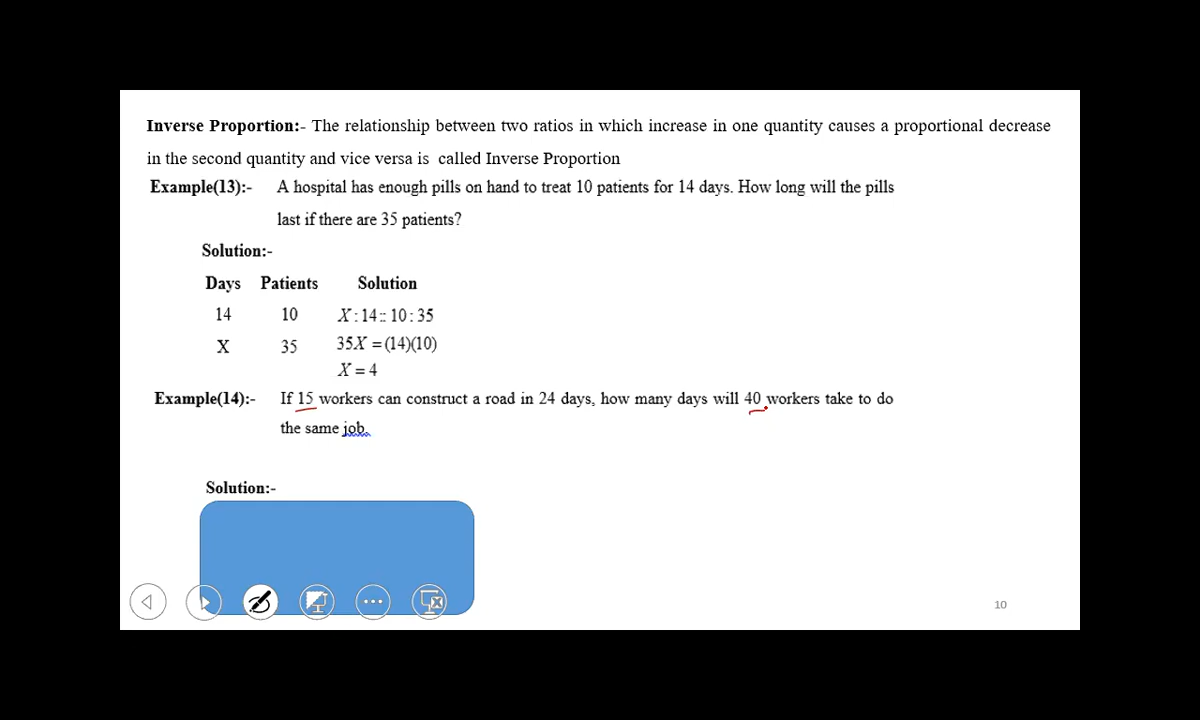 Inverse Proportion:- The relationship between two ratios in which increase in one quantity causes a proportional decrease
in the second quantity and vice versa is called Inverse Proportion
Example(13):- A hospital has enough pills on hand to treat 10 patients for 14 days. How long will the pills
last if there are 35 patients?
Solution:-
Days Patients Solution
14 10 X : 14 :: 10 : 35
X 35 35X = (14)(10)
X = 4
Example(14):- If 15 workers can construct a road in 24 days, how many days will 40 workers take to do
the same job.
Solution:-
10